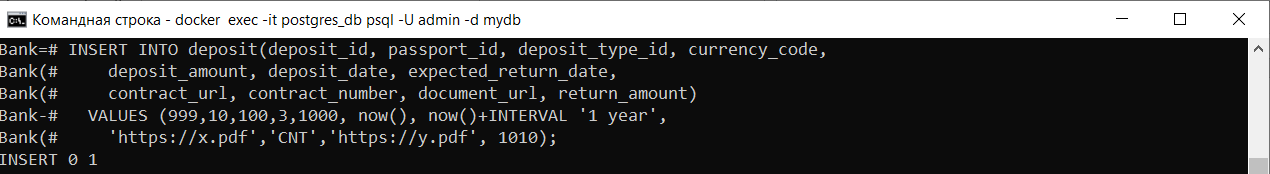 Командная строка - docker  exec -it postgres_db psql -U admin -d mydb
Bank=# INSERT INTO deposit(deposit_id, passport_id, deposit_type_id, currency_code,
Bank(#     deposit_amount, deposit_date, expected_return_date,
Bank(#     contract_url, contract_number, document_url, return_amount)
Bank-#   VALUES (999,10,100,3,1000, now(), now()+INTERVAL '1 year',
Bank(#     'https://x.pdf','CNT','https://y.pdf', 1010);
INSERT 0 1